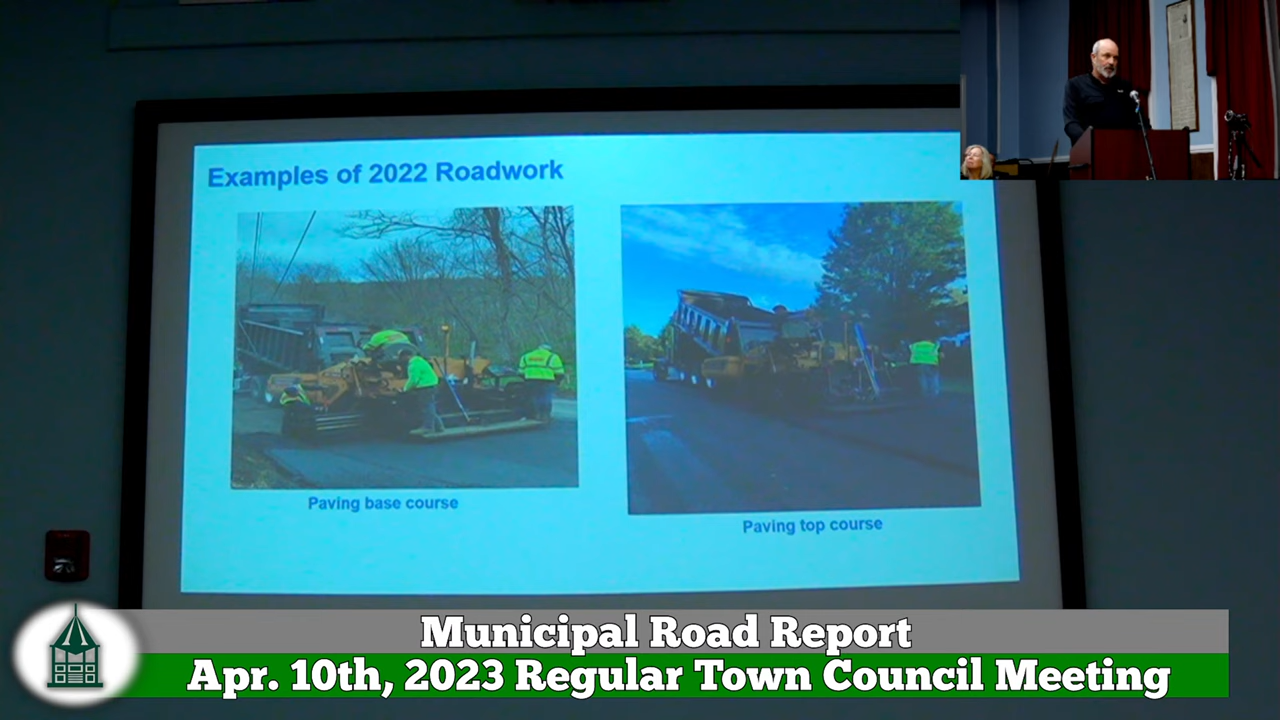 Examples of 2022 Roadwork
Paving base course
Paving top course
Municipal Road Report
Apr. 10th, 2023 Regular Town Council Meeting